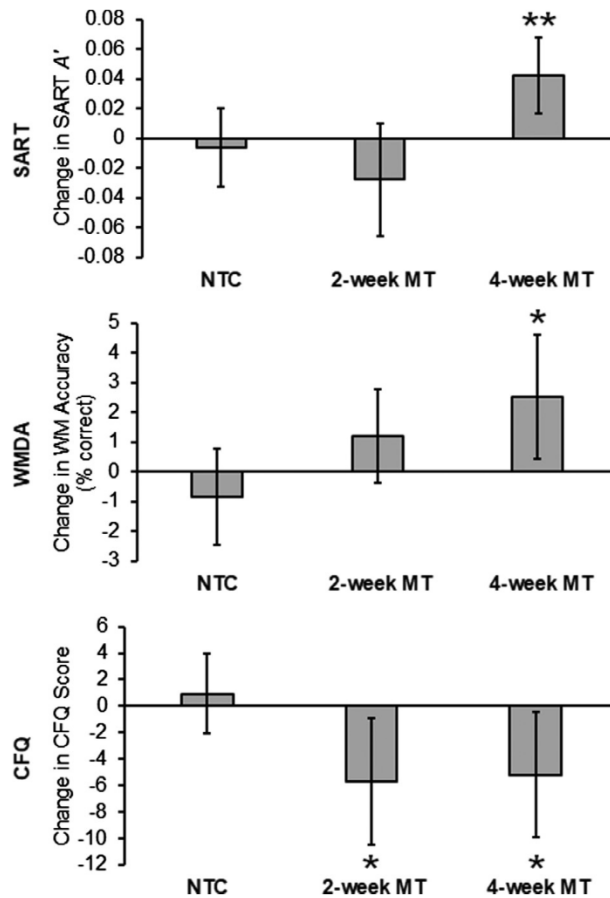 SART
Change in SART A'
0.08
0.06
0.04
0.02
0
-0.02
-0.04
-0.06
-0.08
**
NTC
2-week MT
4-week MT
WMDA
Change in WM Accuracy
(% correct)
5
4
3
2
1
0
-1
-2
-3
*
NTC
2-week MT
4-week MT
CFQ
Change in CFQ Score
6
4
2
0
-2
-4
-6
-8
-10
-12
*
*
NTC
2-week MT
4-week MT